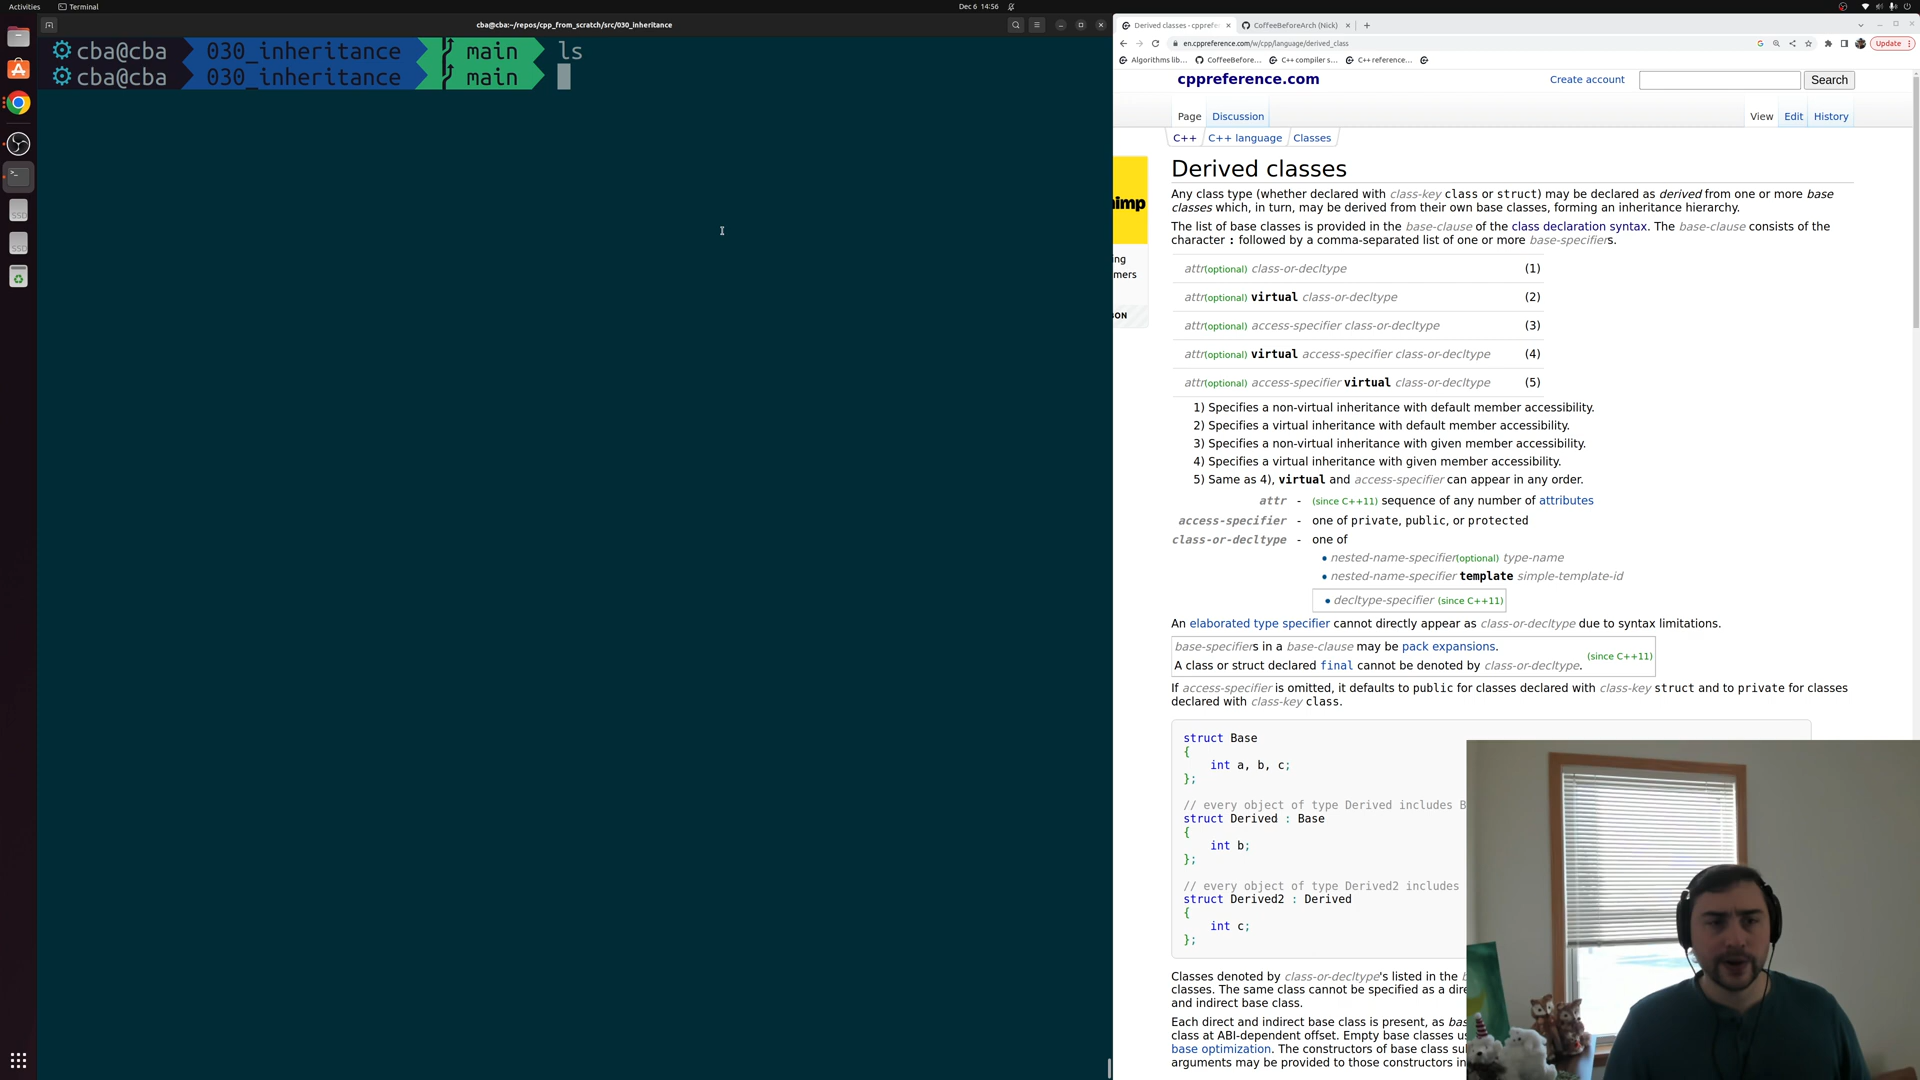 Activities
Terminal
Dec 6 14:56
cba@cba:~/repos/cpp_from_scratch/src/030_inheritance
cba@cba 030_inheritance main ls
cba@cba 030_inheritance main
Derived classes - cpprefer
CoffeeBeforeArch (Nick)
en.cppreference.com/w/cpp/language/derived_class
Update
Algorithms lib...
CoffeeBefore...
C++ compiler s...
C++ reference...
cppreference.com
Create account
Search
Page
Discussion
View
Edit
History
C++
C++ language
Classes
Derived classes
Any class type (whether declared with class-key class or struct) may be declared as derived from one or more base
classes which, in turn, may be derived from their own base classes, forming an inheritance hierarchy.
The list of base classes is provided in the base-clause of the class declaration syntax. The base-clause consists of the
character : followed by a comma-separated list of one or more base-specifiers.
attr(optional) class-or-decltype (1)
attr(optional) virtual class-or-decltype (2)
attr(optional) access-specifier class-or-decltype (3)
attr(optional) virtual access-specifier class-or-decltype (4)
attr(optional) access-specifier virtual class-or-decltype (5)
1) Specifies a non-virtual inheritance with default member accessibility.
2) Specifies a virtual inheritance with default member accessibility.
3) Specifies a non-virtual inheritance with given member accessibility.
4) Specifies a virtual inheritance with given member accessibility.
5) Same as 4), virtual and access-specifier can appear in any order.
attr - (since C++11) sequence of any number of attributes
access-specifier - one of private, public, or protected
class-or-decltype - one of
• nested-name-specifier(optional) type-name
• nested-name-specifier template simple-template-id
• decltype-specifier (since C++11)
An elaborated type specifier cannot directly appear as class-or-decltype due to syntax limitations.
base-specifiers in a base-clause may be pack expansions.
A class or struct declared final cannot be denoted by class-or-decltype.
(since C++11)
If access-specifier is omitted, it defaults to public for classes declared with class-key struct and to private for classes
declared with class-key class.
struct Base
{
int a, b, c;
};
// every object of type Derived includes B
struct Derived : Base
{
int b;
};
// every object of type Derived2 includes
struct Derived2 : Derived
{
int c;
};
Classes denoted by class-or-decltype's listed in the b
classes. The same class cannot be specified as a dire
and indirect base class.
Each direct and indirect base class is present, as bas
class at ABI-dependent offset. Empty base classes us
base optimization. The constructors of base class sub
arguments may be provided to those constructors in
imp
ing
mers
ON
SSD
SSD